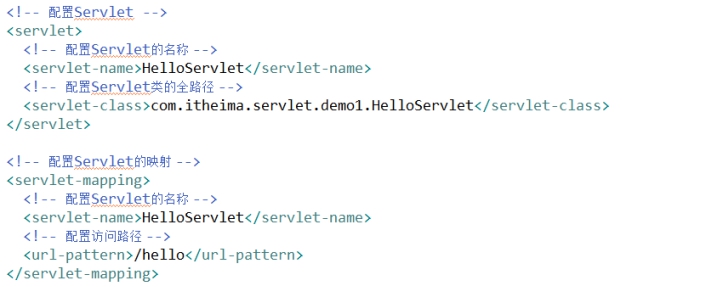 <!-- 配置Servlet -->
<servlet>
<!-- 配置Servlet的名称 -->
<servlet-name>HelloServlet</servlet-name>
<!-- 配置Servlet类的全路径 -->
<servlet-class>com.itheima.servlet.demo1.HelloServlet</servlet-class>
</servlet>
<!-- 配置Servlet的映射 -->
<servlet-mapping>
<!-- 配置Servlet的名称 -->
<servlet-name>HelloServlet</servlet-name>
<!-- 配置访问路径 -->
<url-pattern>/hello</url-pattern>
</servlet-mapping>